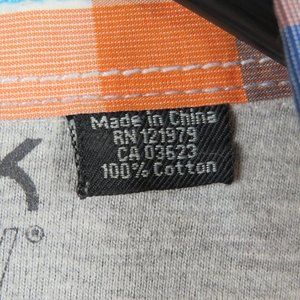 Made in China
RN 121979
CA 03623
100% Cotton
K
®